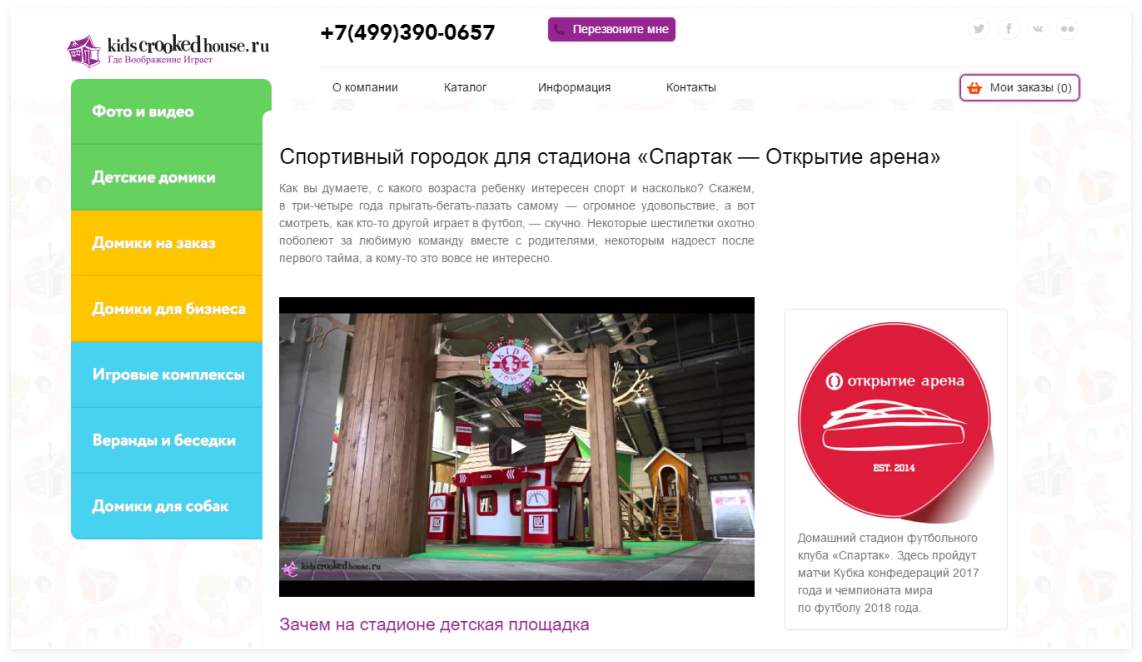 kidscrookedhouse.ru
Где Воображение Играет
+7(499)390-0657
Перезвоните мне
О компании
Каталог
Информация
Контакты
Мои заказы (0)
Фото и видео
Детские домики
Домики на заказ
Домики для бизнеса
Игровые комплексы
Веранды и беседки
Домики для собак
Спортивный городок для стадиона «Спартак — Открытие арена»
Как вы думаете, с какого возраста ребенку интересен спорт и насколько? Скажем,
в три-четыре года прыгать-бегать-лазать самому — огромное удовольствие, а вот
смотреть, как кто-то другой играет в футбол, — скучно. Некоторые шестилетки охотно
поболеют за любимую команду вместе с родителями, некоторым надоест после
первого тайма, а кому-то это вовсе не интересно.
KIDS
TOWN
КАССА
kidscrookedhouse.ru
Зачем на стадионе детская площадка
открытие арена
EST. 2014
Домашний стадион футбольного
клуба «Спартак». Здесь пройдут
матчи Кубка конфедераций 2017
года и чемпионата мира
по футболу 2018 года.